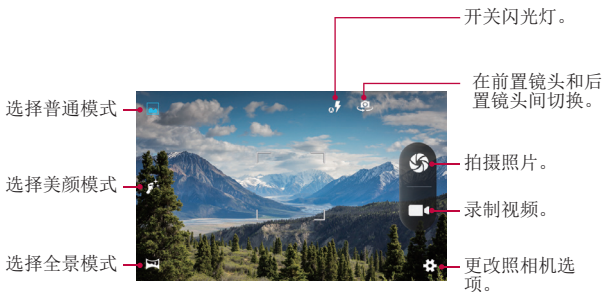 开关闪光灯。
在前置镜头和后
置镜头间切换。
选择普通模式
拍摄照片。
选择美颜模式
录制视频。
选择全景模式
更改照相机选
项。